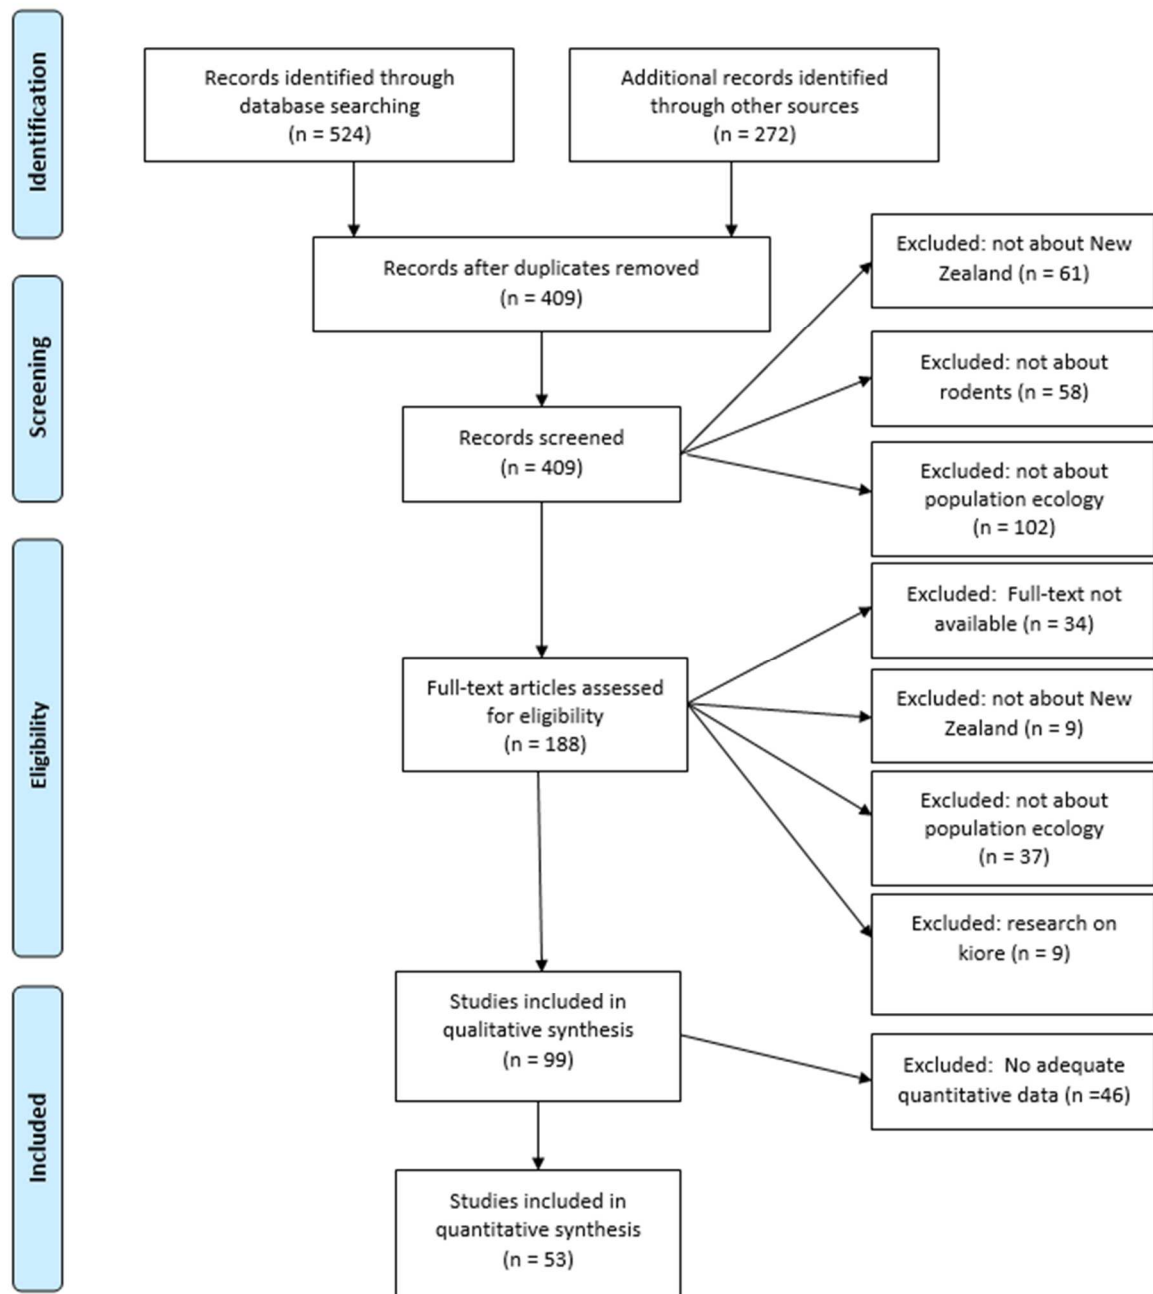 Identification
Records identified through
database searching
(n = 524)
Additional records identified
through other sources
(n = 272)
Records after duplicates removed
(n = 409)
Screening
Records screened
(n = 409)
Excluded: not about New
Zealand (n = 61)
Excluded: not about
rodents (n = 58)
Excluded: not about
population ecology
(n = 102)
Eligibility
Full-text articles assessed
for eligibility
(n = 188)
Excluded:  Full-text not
available (n = 34)
Excluded: not about New
Zealand (n = 9)
Excluded: not about
population ecology
(n = 37)
Excluded: research on
kiore (n = 9)
Included
Studies included in
qualitative synthesis
(n = 99)
Excluded:  No adequate
quantitative data (n =46)
Studies included in
quantitative synthesis
(n = 53)